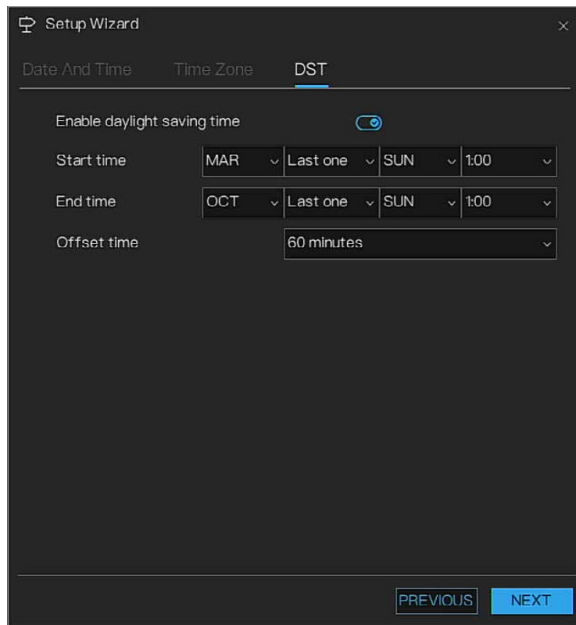 Setup Wizard
Date And Time Time Zone DST
Enable daylight saving time
Start time MAR Last one SUN 1:00
End time OCT Last one SUN 1:00
Offset time 60 minutes
PREVIOUS NEXT